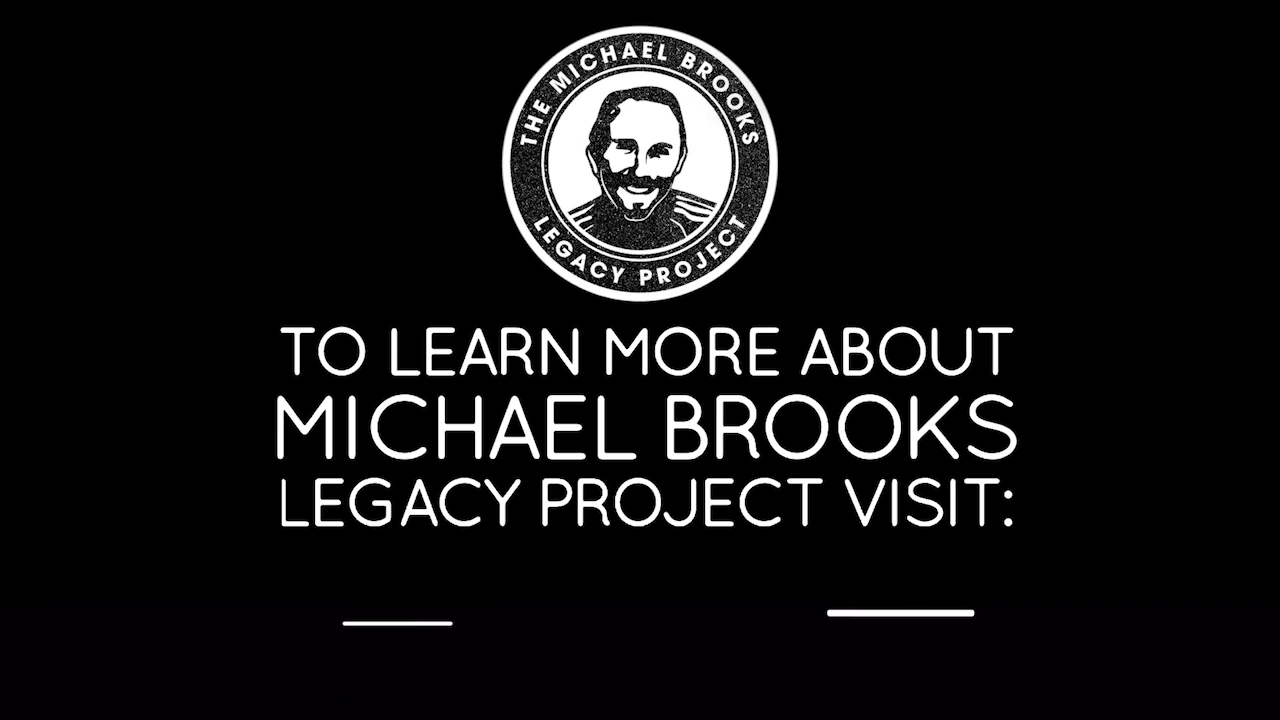 THE MICHAEL BROOKS
LEGACY PROJECT
TO LEARN MORE ABOUT
MICHAEL BROOKS
LEGACY PROJECT VISIT: